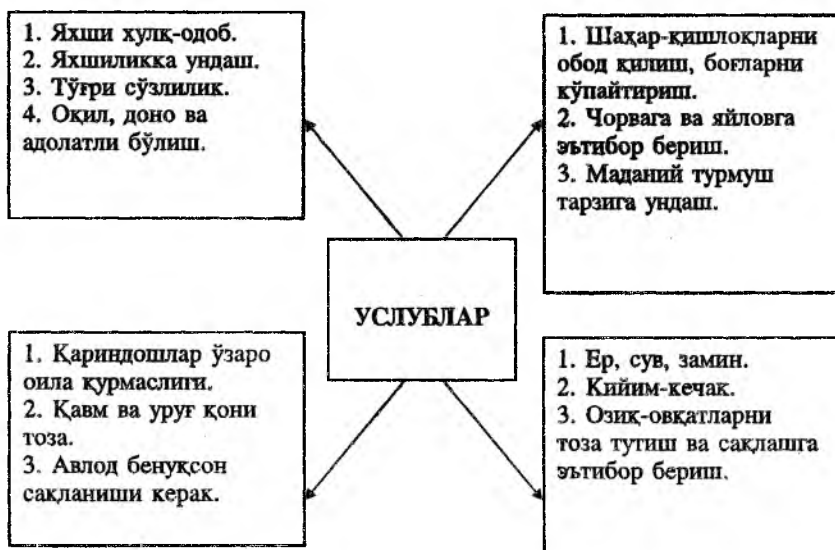 1. Яхши хулқ-одоб.
2. Яхшиликка ундаш.
3. Тўғри сўзлилик.
4. Оқил, доно ва
адолатли бўлиш.
1. Шаҳар-қишлоқларни
обод қилиш, боғларни
кўпайтириш.
2. Чорвага ва яйловга
эътибор бериш.
3. Маданий турмуш
тарзига ундаш.
УСЛУБЛАР
1. Қариндошлар ўзаро
оила қурмаслиги.
2. Қавм ва уруғ қони
тоза.
3. Авлод бенуқсон
сақланиши керак.
1. Ер, сув, замин.
2. Кийим-кечак.
3. Озиқ-овқатларни
тоза тутиш ва сақлашга
эътибор бериш.